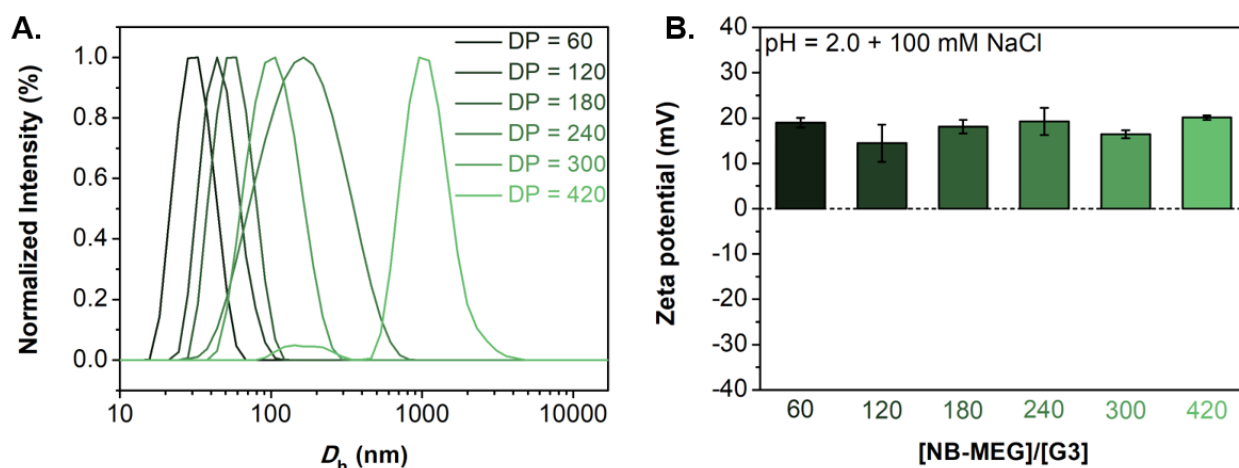 A.
Normalized Intensity (%)
1.0
0.8
0.6
0.4
0.2
0.0
DP = 60
DP = 120
DP = 180
DP = 240
DP = 300
DP = 420
10
100
1000
10000
Dh (nm)
B.
pH = 2.0 + 100 mM NaCl
Zeta potential (mV)
40
30
20
10
0
-10
-20
-30
-40
60
120
180
240
300
420
[NB-MEG]/[G3]